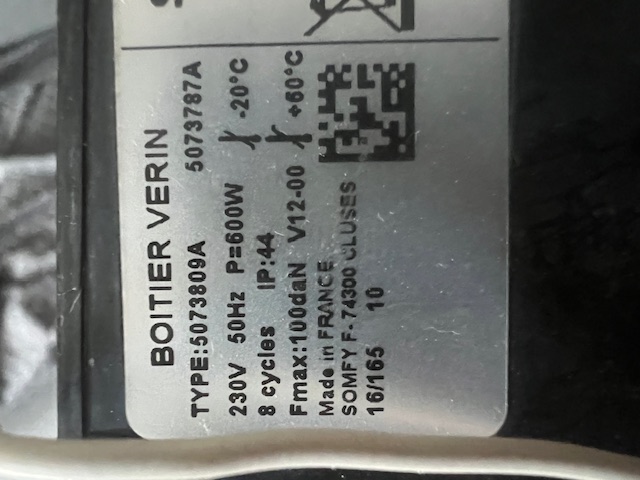 BOITIER VERIN
TYPE:5073809A 5073787A
230V 50Hz P=600W -20°C
8 cycles IP:44 +60°C
Fmax:100daN V12-00
Made in FRANCE
SOMFY F-74300 CLUSES
16/165 10